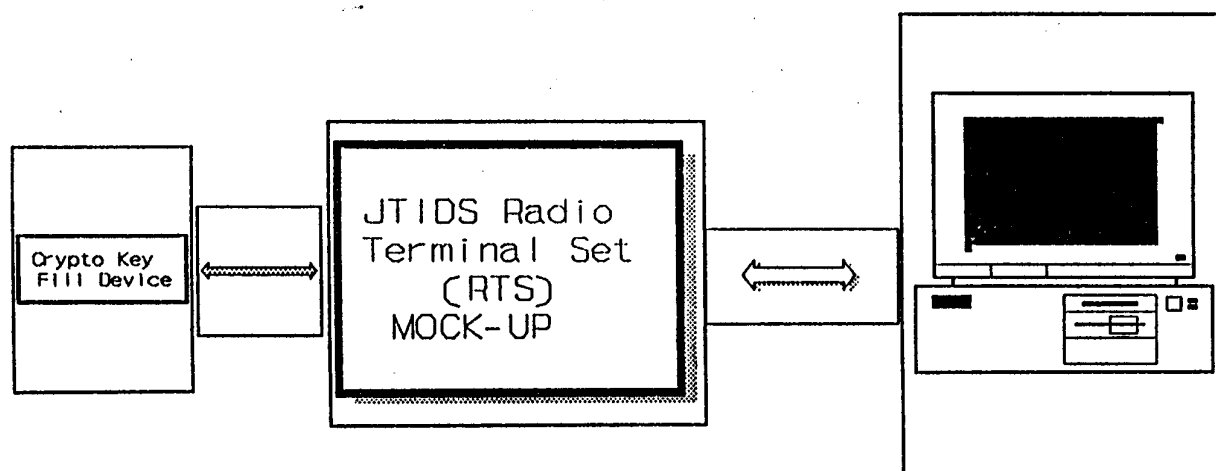 Crypto Key
Fill Device
JTIDS Radio
Terminal Set
(RTS)
MOCK-UP